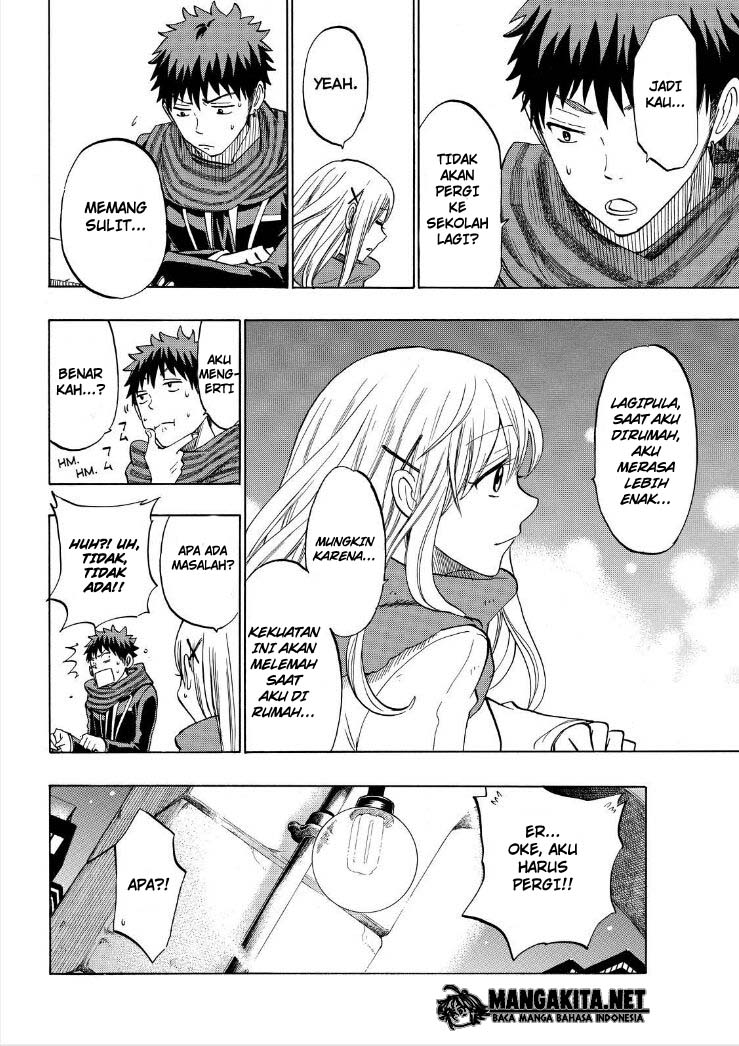 JADI
KAU...
TIDAK
AKAN
PERGI
KE
SEKOLAH
LAGI?
YEAH.
MEMANG
SULIT...
LAGIPULA,
SAAT AKU
DIRUMAH,
AKU
MERASA
LEBIH
ENAK...
MUNGKIN
KARENA...
KEKUATAN
INI AKAN
MELEMAH
SAAT
AKU DI
RUMAH...
AKU
MENG-
ERTI
BENAR
KAH...?
HM.
HM.
APA ADA
MASALAH?
HUH?! UH,
TIDAK,
TIDAK
ADA!!
ER...
OKE, AKU
HARUS
PERGI!!
APA?!
MANGAKITA.NET
BACA MANGA BAHASA INDONESIA